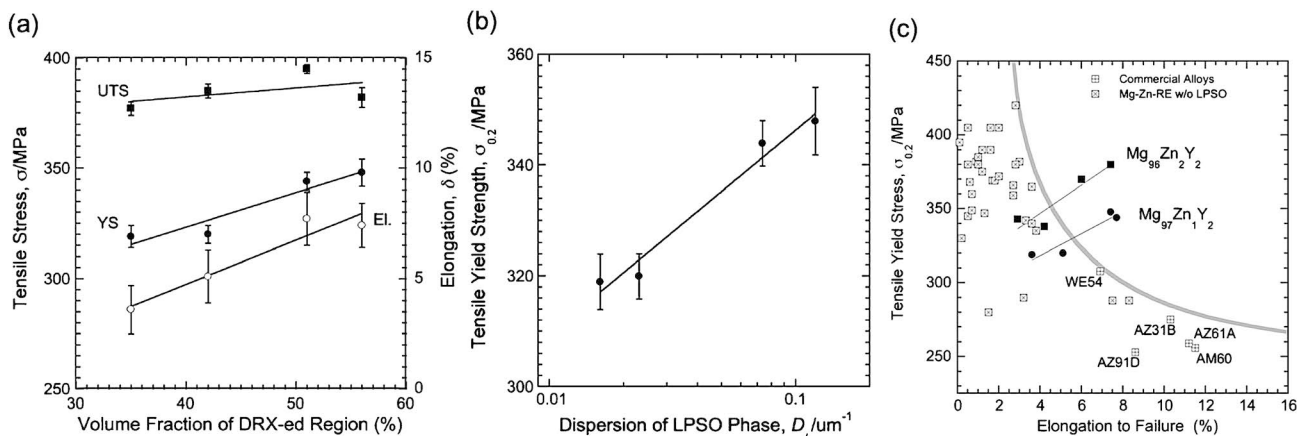 (a)
Tensile Stress, σ/MPa
400
350
300
250
UTS
YS
El.
15
10
5
0
Elongation, δ (%)
30 40 50 60
Volume Fraction of DRX-ed Region (%)
(b)
Tensile Yield Strength, σ0.2/MPa
360
340
320
300
0.01 0.1
Dispersion of LPSO Phase, D /um-1
(c)
Tensile Yield Stress, σ0.2/MPa
450
400
350
300
250
Commercial Alloys
Mg-Zn-RE w/o LPSO
Mg96Zn2Y2
Mg97Zn1Y2
WE54
AZ31B
AZ61A
AZ91D
AM60
0 2 4 6 8 10 12 14 16
Elongation to Failure (%)